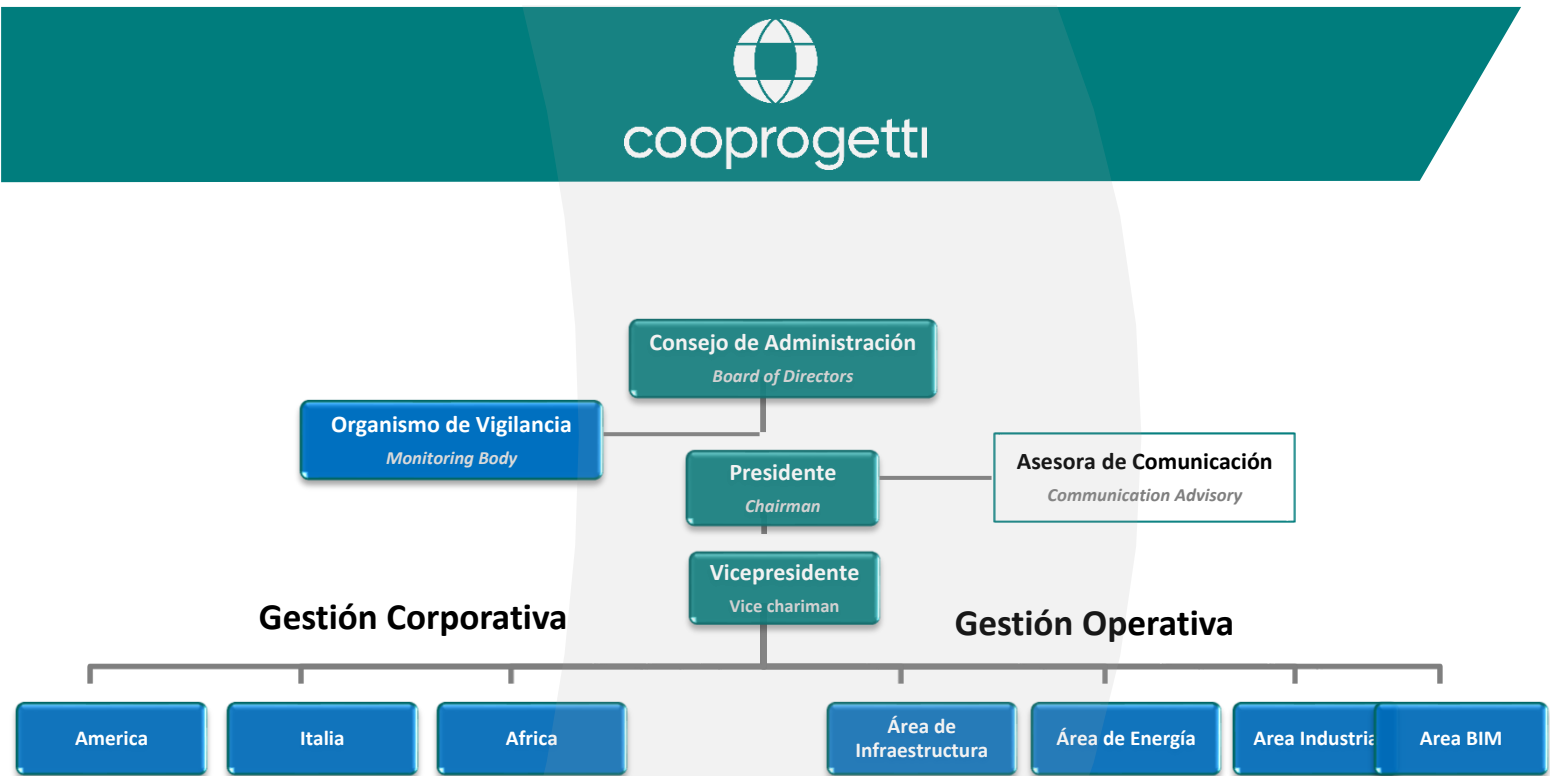 cooprogetti
Consejo de Administración
Board of Directors
Organismo de Vigilancia
Monitoring Body
Presidente
Chairman
Asesora de Comunicación
Communication Advisory
Vicepresidente
Vice chariman
Gestión Corporativa
Gestión Operativa
America
Italia
Africa
Área de
Infraestructura
Área de Energía
Area Industria
Area BIM